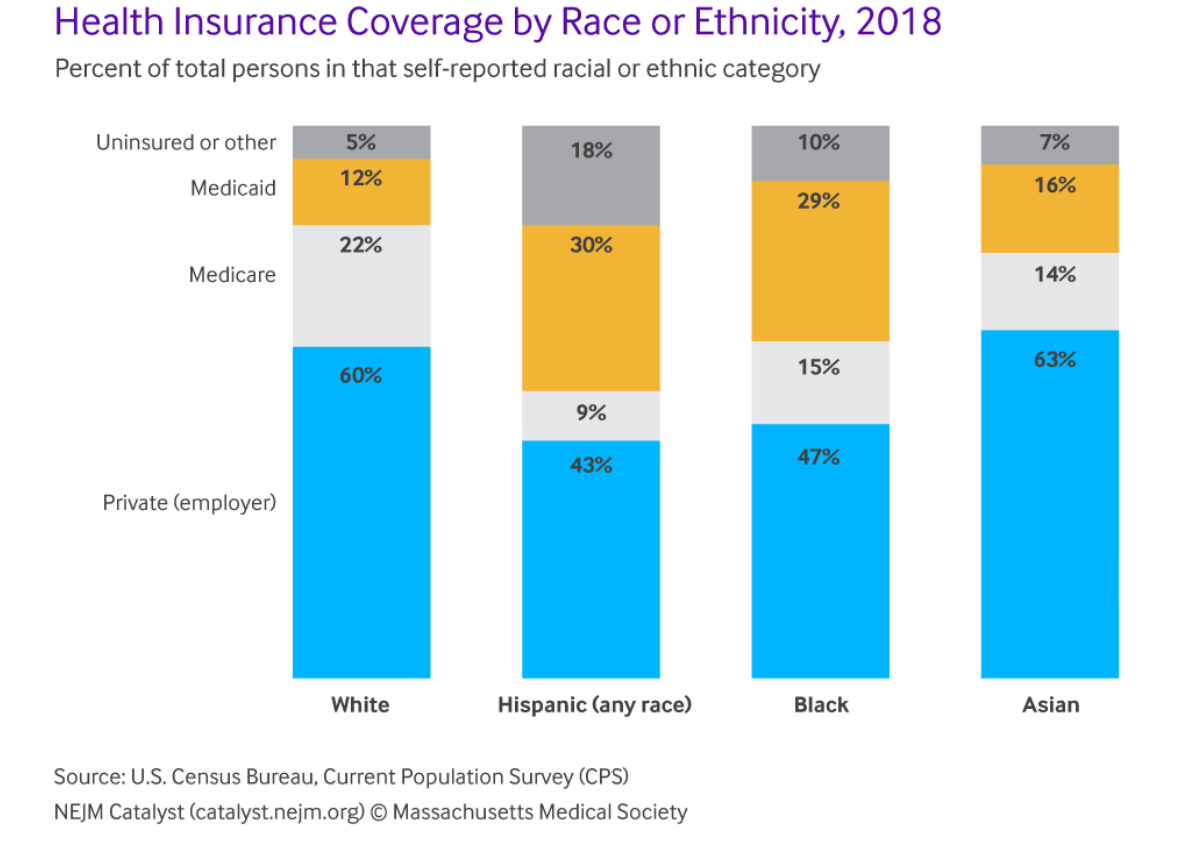 Health Insurance Coverage by Race or Ethnicity, 2018
Percent of total persons in that self-reported racial or ethnic category
Uninsured or other 5% 18% 10% 7%
Medicaid 12% 30% 29% 16%
Medicare 22% 9% 15% 14%
Private (employer) 60% 43% 47% 63%
White Hispanic (any race) Black Asian
Source: U.S. Census Bureau, Current Population Survey (CPS)
NEJM Catalyst (catalyst.nejm.org) © Massachusetts Medical Society